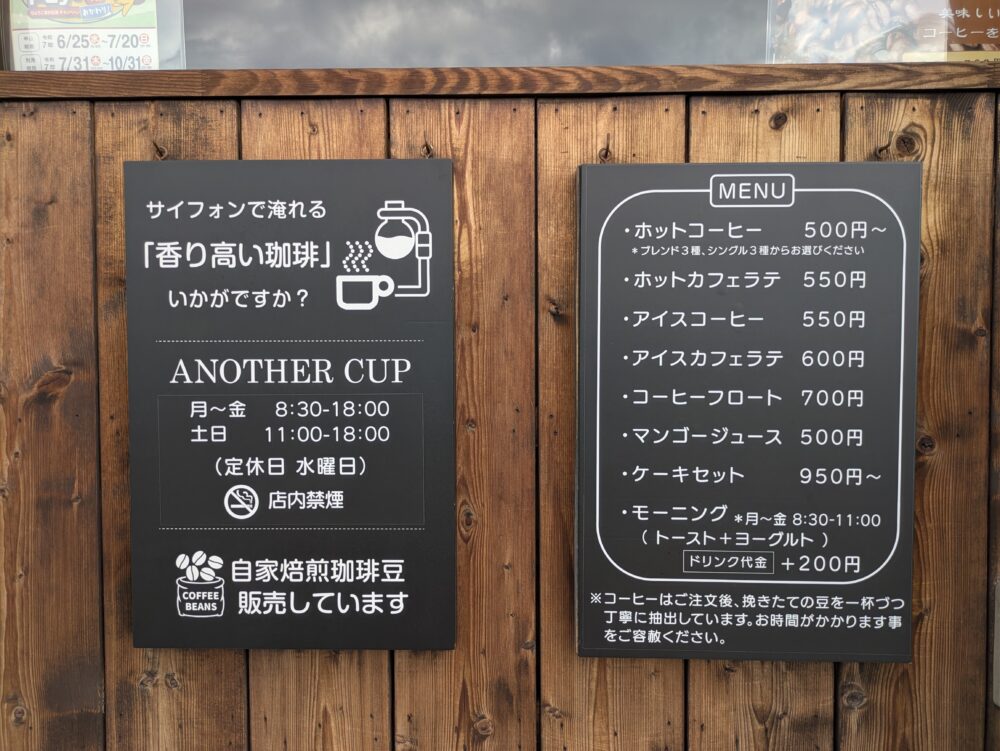 6/25水~7/20日
7/31木~10/31金
美味しい
コーヒーを
サイフォンで淹れる
「香り高い珈琲」
いかがですか？
ANOTHER CUP
月～金 8:30-18:00
土日 11:00-18:00
（定休日 水曜日）
店内禁煙
COFFEE
BEANS
自家焙煎珈琲豆
販売しています
MENU
・ホットコーヒー 500円～
＊ブレンド3種、シングル3種からお選びください
・ホットカフェラテ 550円
・アイスコーヒー 550円
・アイスカフェラテ 600円
・コーヒーフロート 700円
・マンゴージュース 500円
・ケーキセット 950円～
・モーニング ＊月～金 8:30-11:00
（トースト＋ヨーグルト ）
ドリンク代金 ＋200円
※コーヒーはご注文後、挽きたての豆を一杯づつ
丁寧に抽出しています。お時間がかかります事
をご容赦ください。